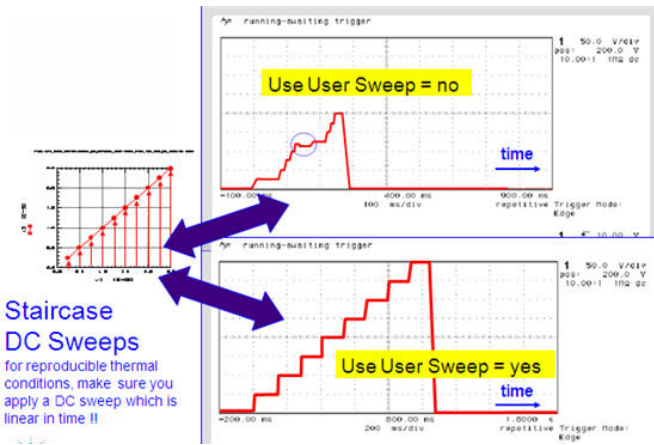 hp running-awaiting trigger
1 50.0 V/div
pos: 200.0 V
10.00:1 1MΩ dc
Use User Sweep = no
time
-100.00 ms 400.00 ms 900.00 ms
100 ms/div repetitive Trigger Mode:
Edge
10.00 V
hp running-awaiting trigger
1 50.0 V/div
pos: 200.0 V
10.00:1 1MΩ dc
Use User Sweep = yes
time
-200.00 ms 800.00 ms 1.8000 s
200 ms/div repetitive Trigger Mode:
Edge
Staircase
DC Sweeps
for reproducible thermal
conditions, make sure you
apply a DC sweep which is
linear in time !!